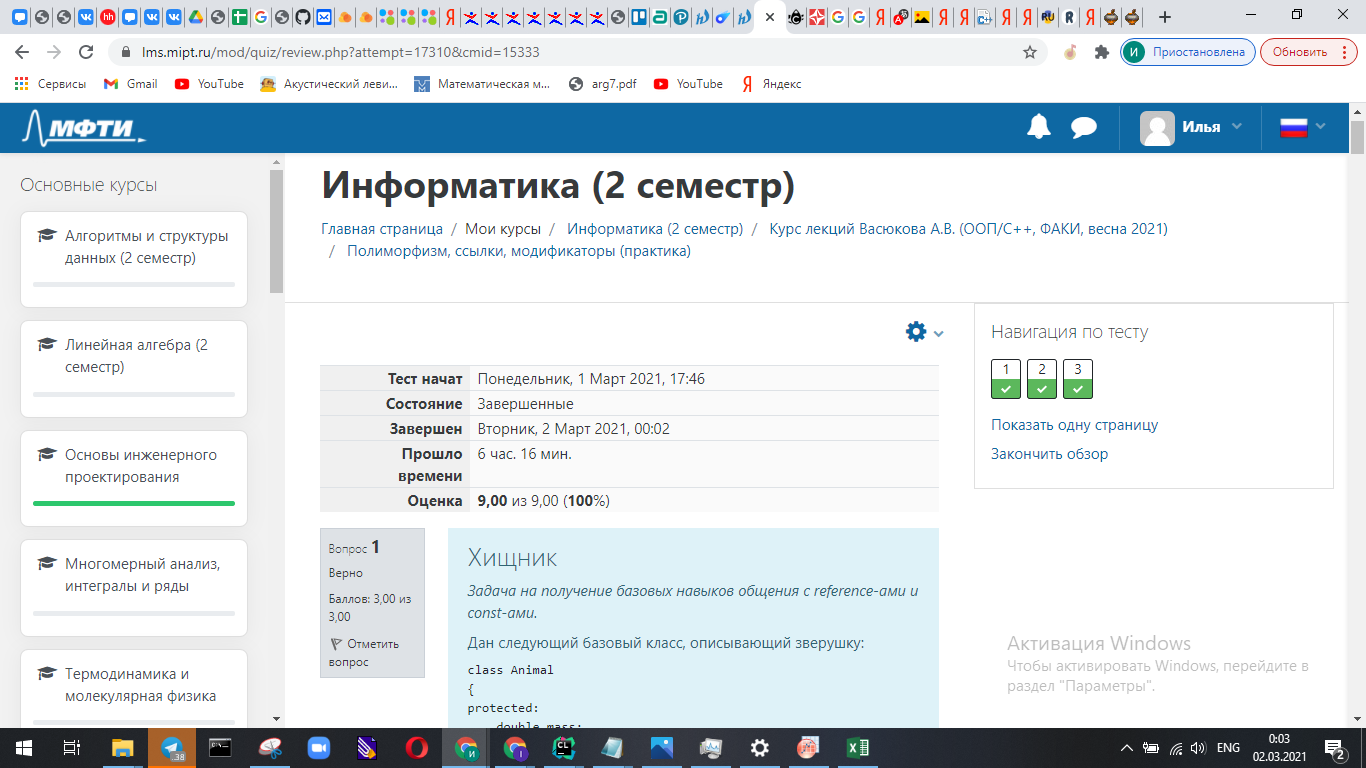 lms.mipt.ru/mod/quiz/review.php?attempt=17310&cmid=15333
И Приостановлена
Обновить
Сервисы
Gmail
YouTube
Акустический леви...
Математическая м...
arg7.pdf
YouTube
Яндекс
МФТИ
Илья
Основные курсы
Алгоритмы и структуры
данных (2 семестр)
Линейная алгебра (2
семестр)
Основы инженерного
проектирования
Многомерный анализ,
интегралы и ряды
Термодинамика и
молекулярная физика
Информатика (2 семестр)
Главная страница / Мои курсы / Информатика (2 семестр) / Курс лекций Васюкова А.В. (ООП/C++, ФАКИ, весна 2021)
/ Полиморфизм, ссылки, модификаторы (практика)
Тест начат Понедельник, 1 Март 2021, 17:46
Состояние Завершенные
Завершен Вторник, 2 Март 2021, 00:02
Прошло 6 час. 16 мин.
времени
Оценка 9,00 из 9,00 (100%)
Вопрос 1
Верно
Баллов: 3,00 из
3,00
Отметить
вопрос
Хищник
Задача на получение базовых навыков общения с reference-ами и
const-ами.
Дан следующий базовый класс, описывающий зверушку:
class Animal
{
protected:
double mass;
Навигация по тесту
1 2 3
Показать одну страницу
Закончить обзор
Активация Windows
Чтобы активировать Windows, перейдите в
раздел "Параметры".
ENG
0:03
02.03.2021
2